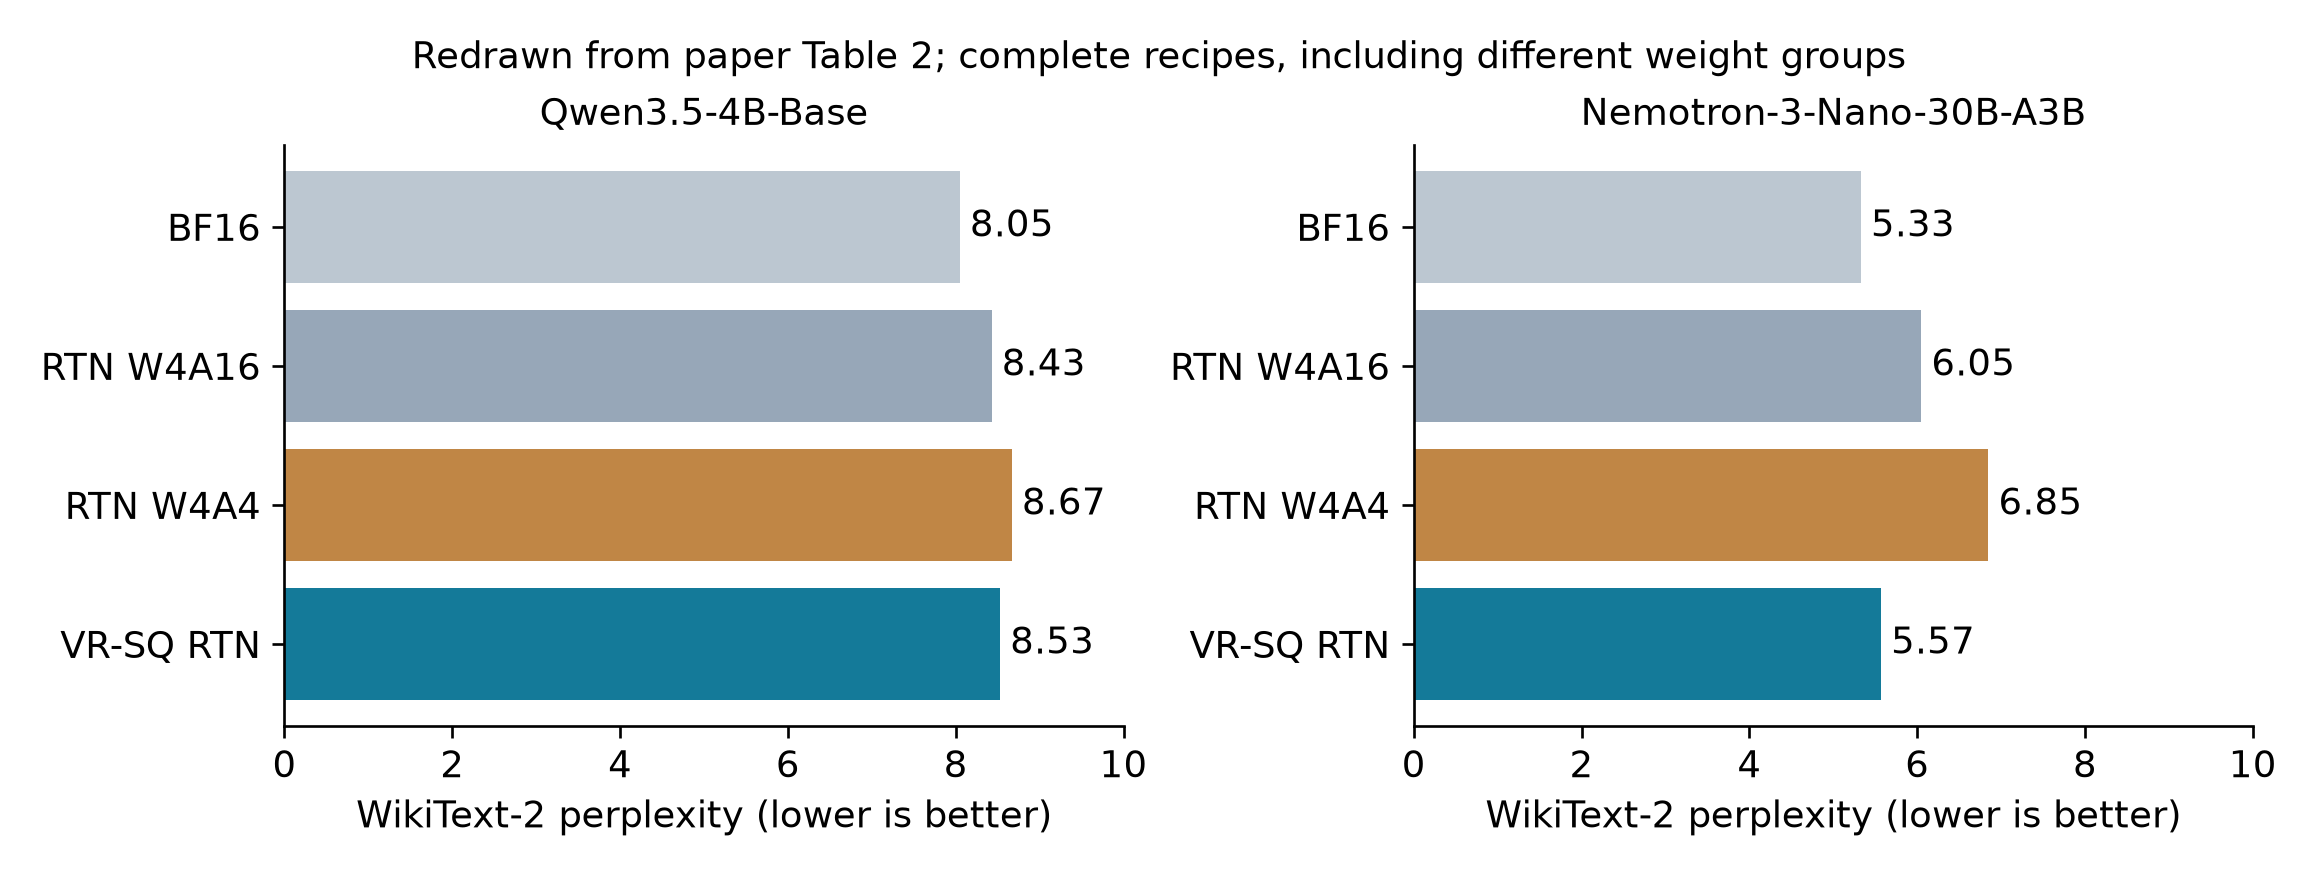 Redrawn from paper Table 2; complete recipes, including different weight groups
Qwen3.5-4B-Base
BF16
8.05
RTN W4A16
8.43
RTN W4A4
8.67
VR-SQ RTN
8.53
0 2 4 6 8 10
WikiText-2 perplexity (lower is better)
Nemotron-3-Nano-30B-A3B
BF16
5.33
RTN W4A16
6.05
RTN W4A4
6.85
VR-SQ RTN
5.57
0 2 4 6 8 10
WikiText-2 perplexity (lower is better)